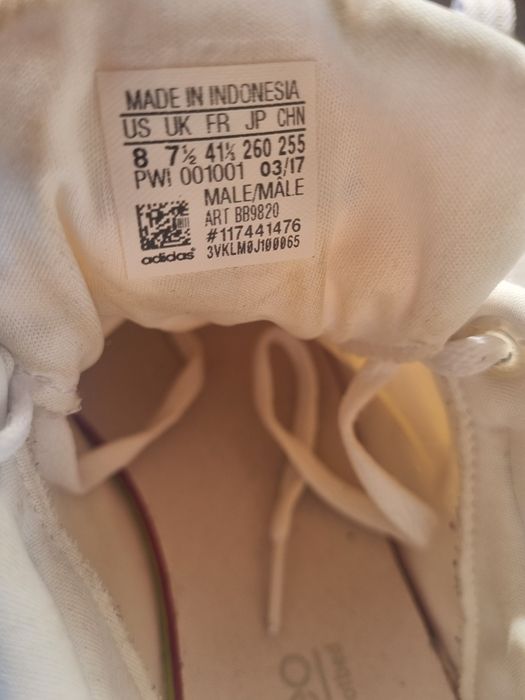 MADE IN INDONESIA
US UK FR JP CHN
8 7½ 41⅓ 260 255
PWI 001001 03/17
MALE/MÂLE
ART BB9820
#117441476
3VKLM0J100065
adidas